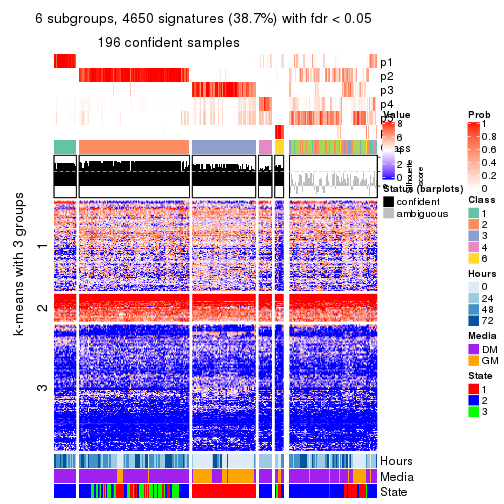 6 subgroups, 4650 signatures (38.7%) with fdr < 0.05
196 confident samples
p1
p2
p3
p4
Value
8
6
4
2
0
Prob
1
0.8
0.6
0.4
0.2
0
Silhouette
score
Status (barplots)
confident
ambiguous
Class
1
2
3
4
6
Hours
0
24
48
72
Media
DM
GM
State
1
2
3
k-means with 3 groups
1
2
3
Hours
Media
State